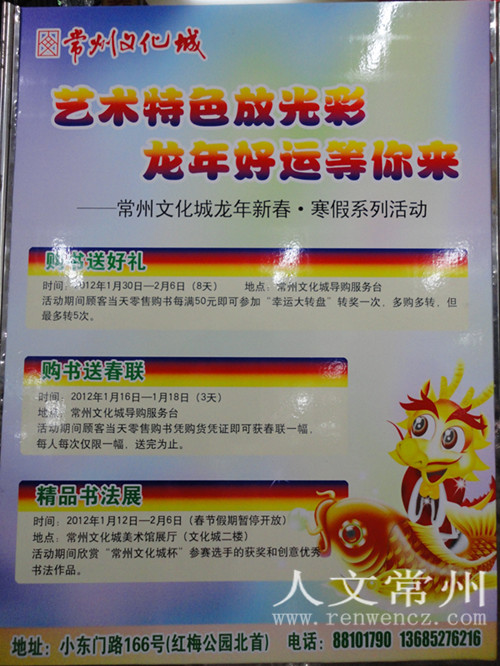 常州文化城
艺术特色放光彩
龙年好运等你来
——常州文化城龙年新春·寒假系列活动
购书送好礼
时间：2012年1月30日—2月6日（8天） 地点：常州文化城导购服务台
活动期间顾客当天零售购书每满50元即可参加“幸运大转盘”转奖一次，多购多转，但
最多转5次。
购书送春联
时间：2012年1月16日—1月18日（3天）
地点：常州文化城导购服务台
活动期间顾客当天零售购书凭购货凭证即可获春联一幅，
每人每次仅限一幅，送完为止。
精品书法展
时间：2012年1月12日—2月6日（春节假期暂停开放）
地点：常州文化城美术馆展厅（文化城二楼）
活动期间欣赏“常州文化城杯”参赛选手的获奖和创意优秀
书法作品。
人文常州
www.renwencz.com
地址：小东门路166号(红梅公园北首) 电话：88101790 13685276216